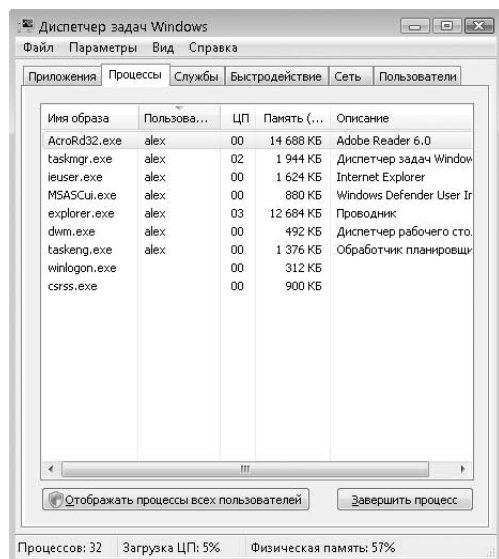 Диспетчер задач Windows
Файл Параметры Вид Справка
Приложения Процессы Службы Быстродействие Сеть Пользователи
Имя образа Пользова... ЦП Память (... Описание
AcroRd32.exe alex 00 14 688 КБ Adobe Reader 6.0
taskmgr.exe alex 02 1 944 КБ Диспетчер задач Window
ieuser.exe alex 00 1 624 КБ Internet Explorer
MSASCui.exe alex 00 880 КБ Windows Defender User In
explorer.exe alex 03 12 684 КБ Проводник
dwm.exe alex 00 492 КБ Диспетчер рабочего сто.
taskeng.exe alex 00 1 376 КБ Обработчик планировщи
winlogon.exe 00 312 КБ
csrss.exe 00 900 КБ
Отображать процессы всех пользователей Завершить процесс
Процессов: 32 Загрузка ЦП: 5% Физическая память: 57%